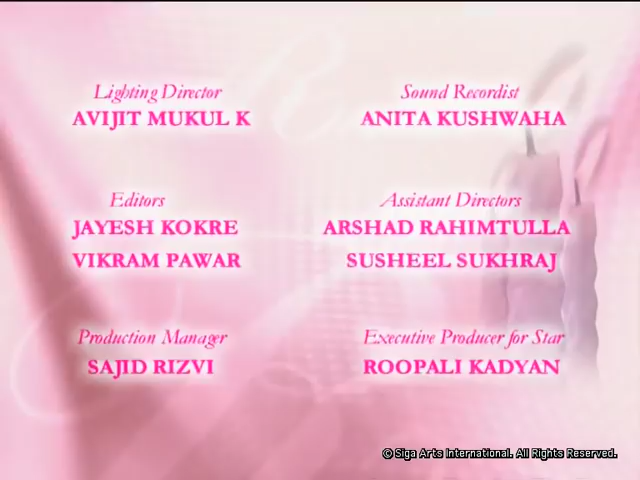 Lighting Director
AVIJIT MUKUL K
Sound Recordist
ANITA KUSHWAHA
Editors
JAYESH KOKRE
VIKRAM PAWAR
Assistant Directors
ARSHAD RAHIMTULLA
SUSHEEL SUKHRAJ
Production Manager
SAJID RIZVI
Executive Producer for Star
ROOPALI KADYAN
© Siga Arts International. All Rights Reserved.